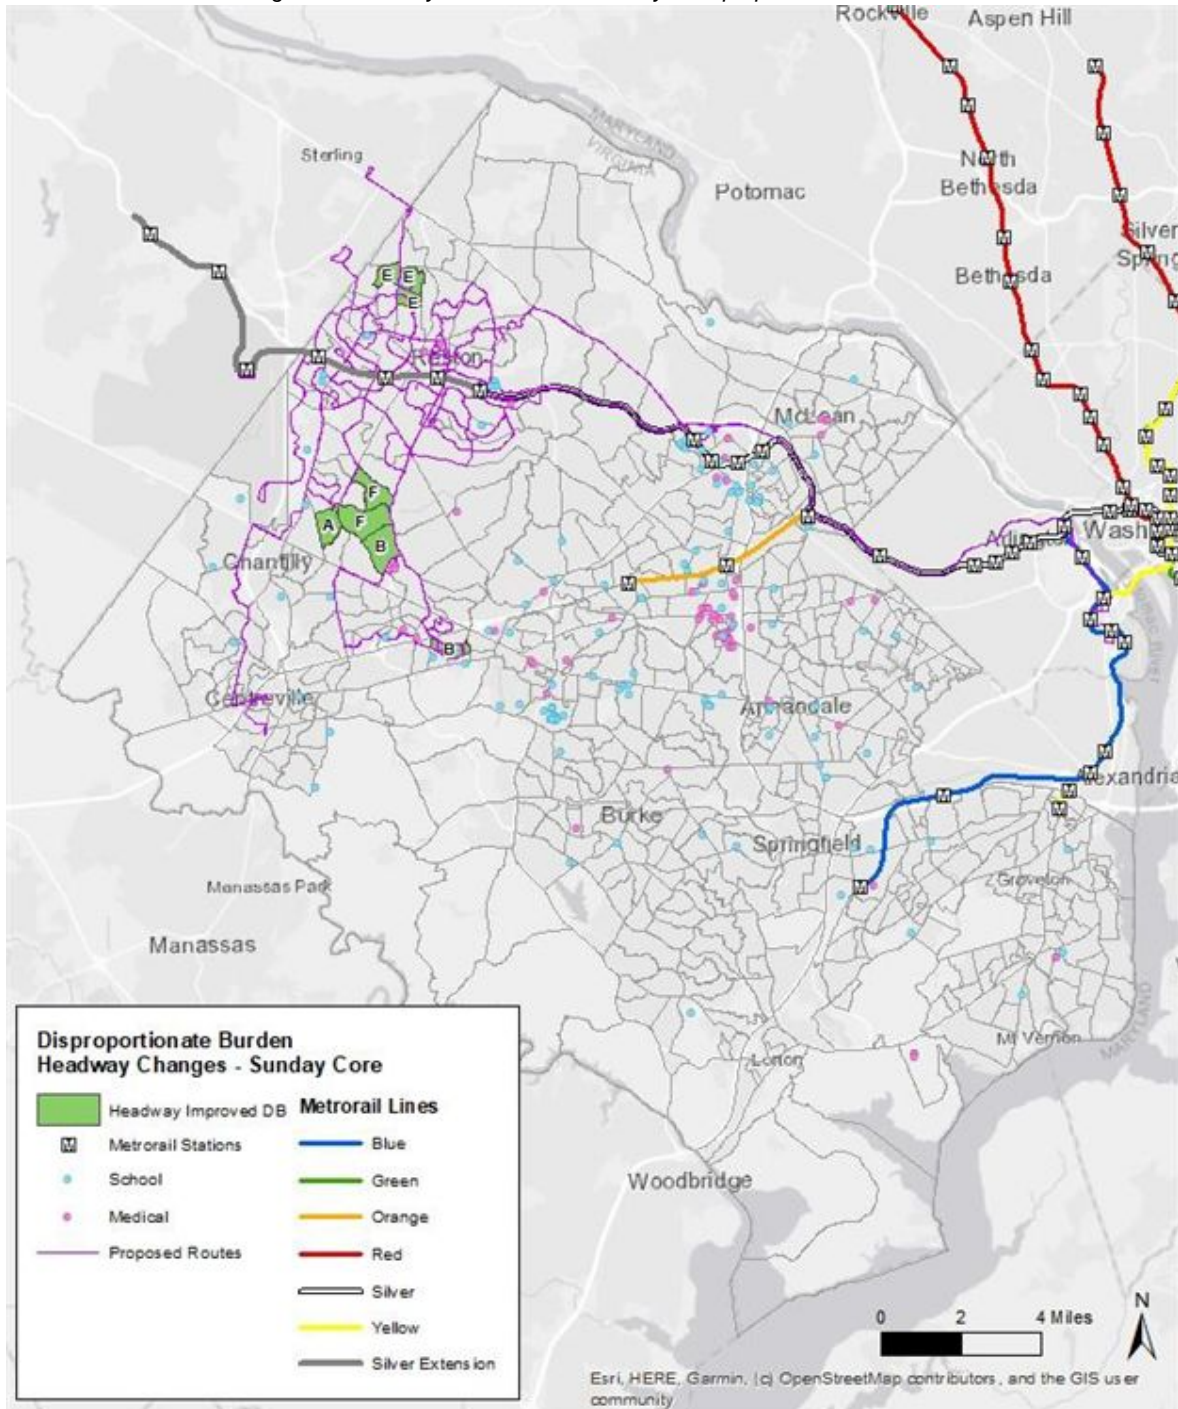 Rockville
Aspen Hill
MARYLAND
VIRGINIA
Sterling
North
Bethesda
Potomac
Silver
Spring
Bethesda
E
E
E
Reston
McLean
F
A
F
B
Arlington
Wash
Chantilly
B
Centreville
Annandale
Alexandria
Burke
Springfield
Groveton
Manassas Park
Manassas
MARYLAND
Mt Vernon
Lorton
Woodbridge
Disproportionate Burden
Headway Changes - Sunday Core
Headway Improved DB
Metrorail Stations
School
Medical
Proposed Routes
Metrorail Lines
Blue
Green
Orange
Red
Silver
Yellow
Silver Extension
0 2 4 Miles
N
Esri, HERE, Garmin, (c) OpenStreetMap contributors, and the GIS user
community